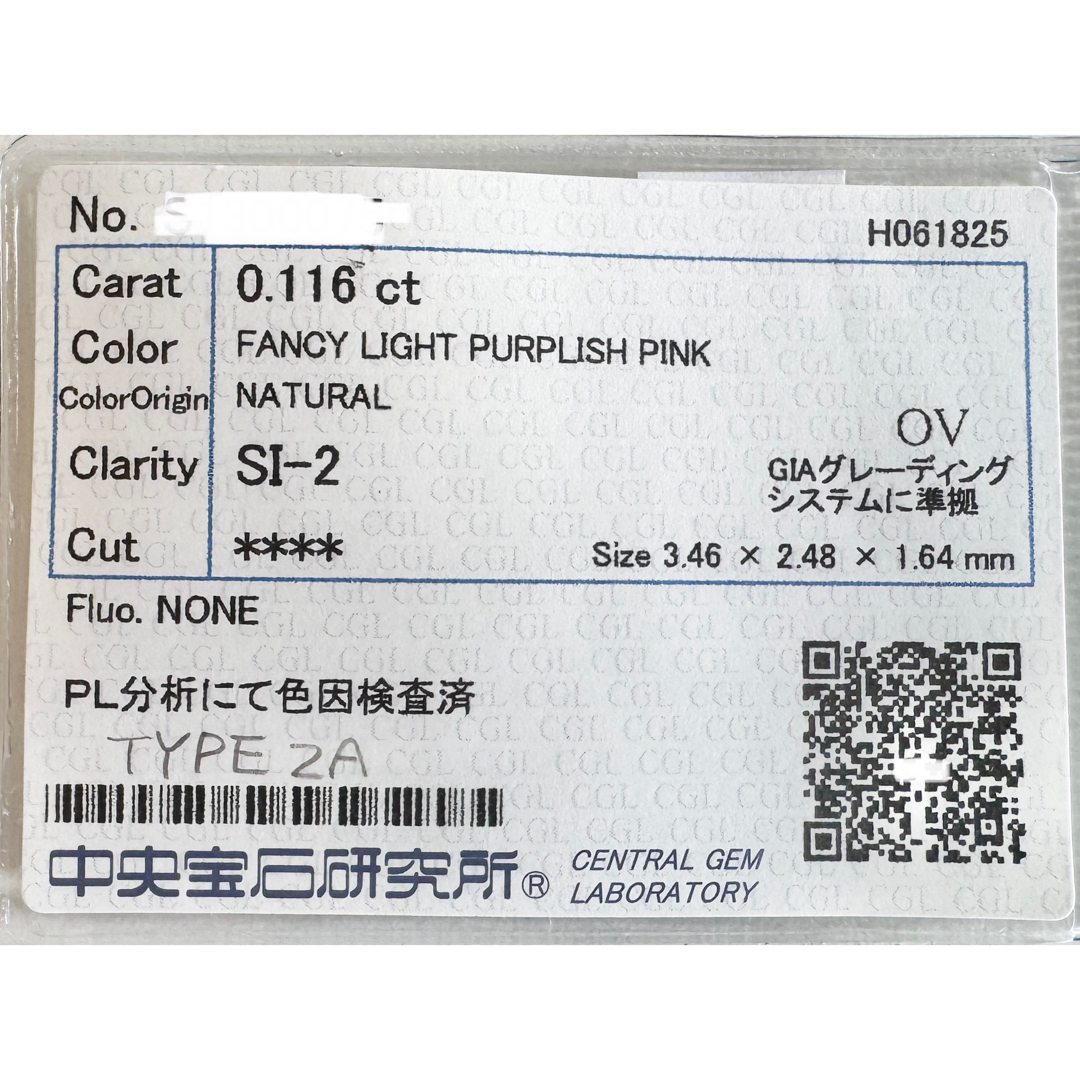 No.
H061825
Carat 0.116 ct
Color FANCY LIGHT PURPLISH PINK
ColorOrigin NATURAL
OV
Clarity SI-2
GIAグレーディング
システムに準拠
Cut ****
Size 3.46 × 2.48 × 1.64 mm
Fluo. NONE
PL分析にて色因検査済
TYPE 2A
中央宝石研究所®
CENTRAL GEM
LABORATORY